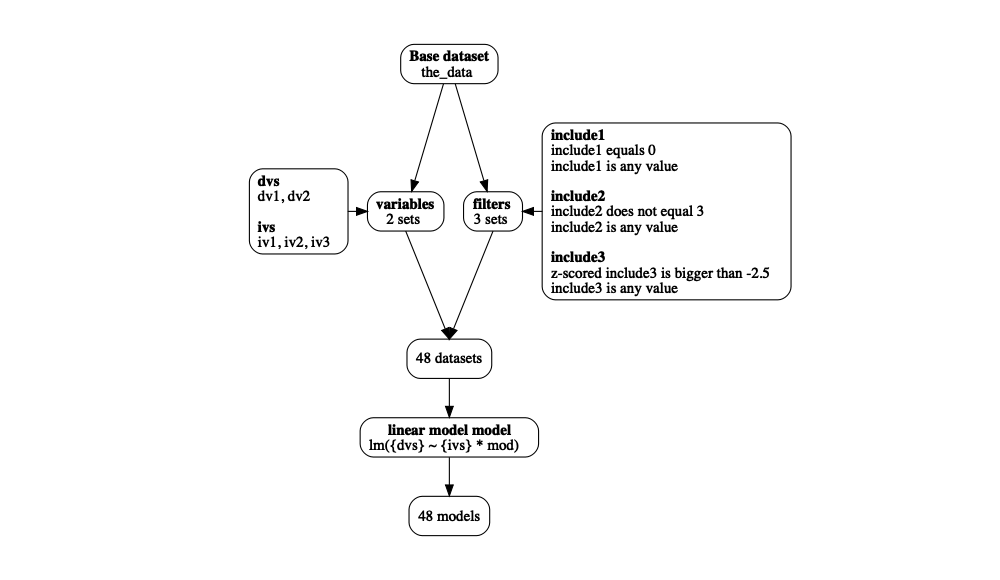 Base dataset
the_data
include1
include1 equals 0
include1 is any value
include2
include2 does not equal 3
include2 is any value
include3
z-scored include3 is bigger than -2.5
include3 is any value
dvs
dv1, dv2
ivs
iv1, iv2, iv3
variables
2 sets
filters
3 sets
48 datasets
linear model model
lm({dvs} ~ {ivs} * mod)
48 models